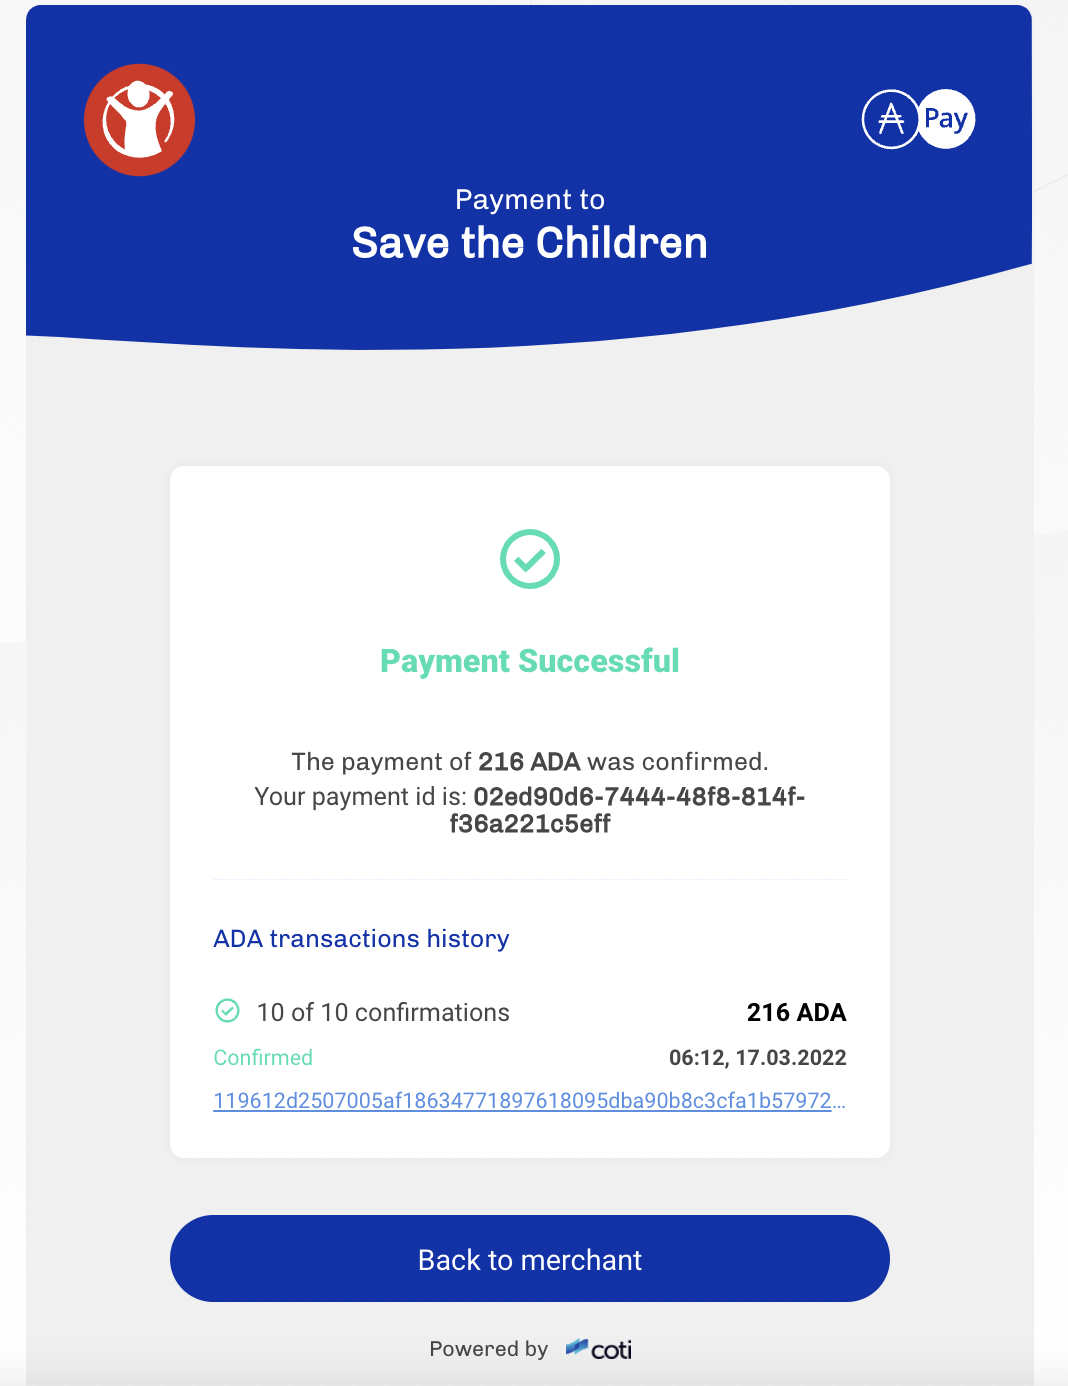 Pay
Payment to
Save the Children
Payment Successful
The payment of 216 ADA was confirmed.
Your payment id is: 02ed90d6-7444-48f8-814f-
f36a221c5eff
ADA transactions history
10 of 10 confirmations 216 ADA
Confirmed 06:12, 17.03.2022
119612d2507005af18634771897618095dba90b8c3cfa1b57972...
Back to merchant
Powered by coti